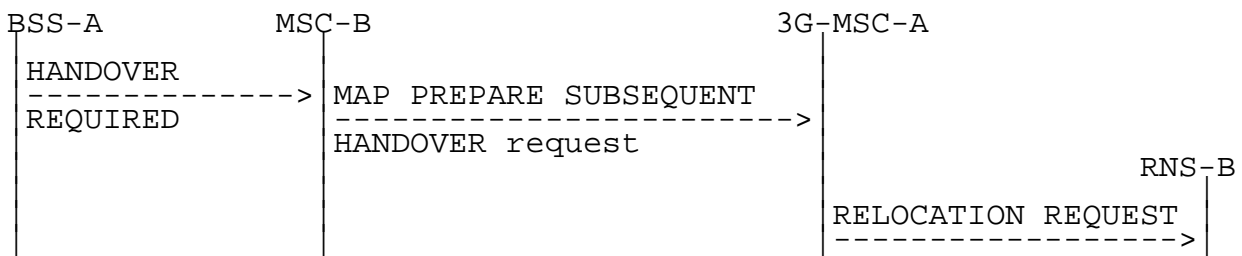 BSS-A MSC-B 3G-MSC-A
HANDOVER
REQUIRED
MAP PREPARE SUBSEQUENT
HANDOVER request
RNS-B
RELOCATION REQUEST